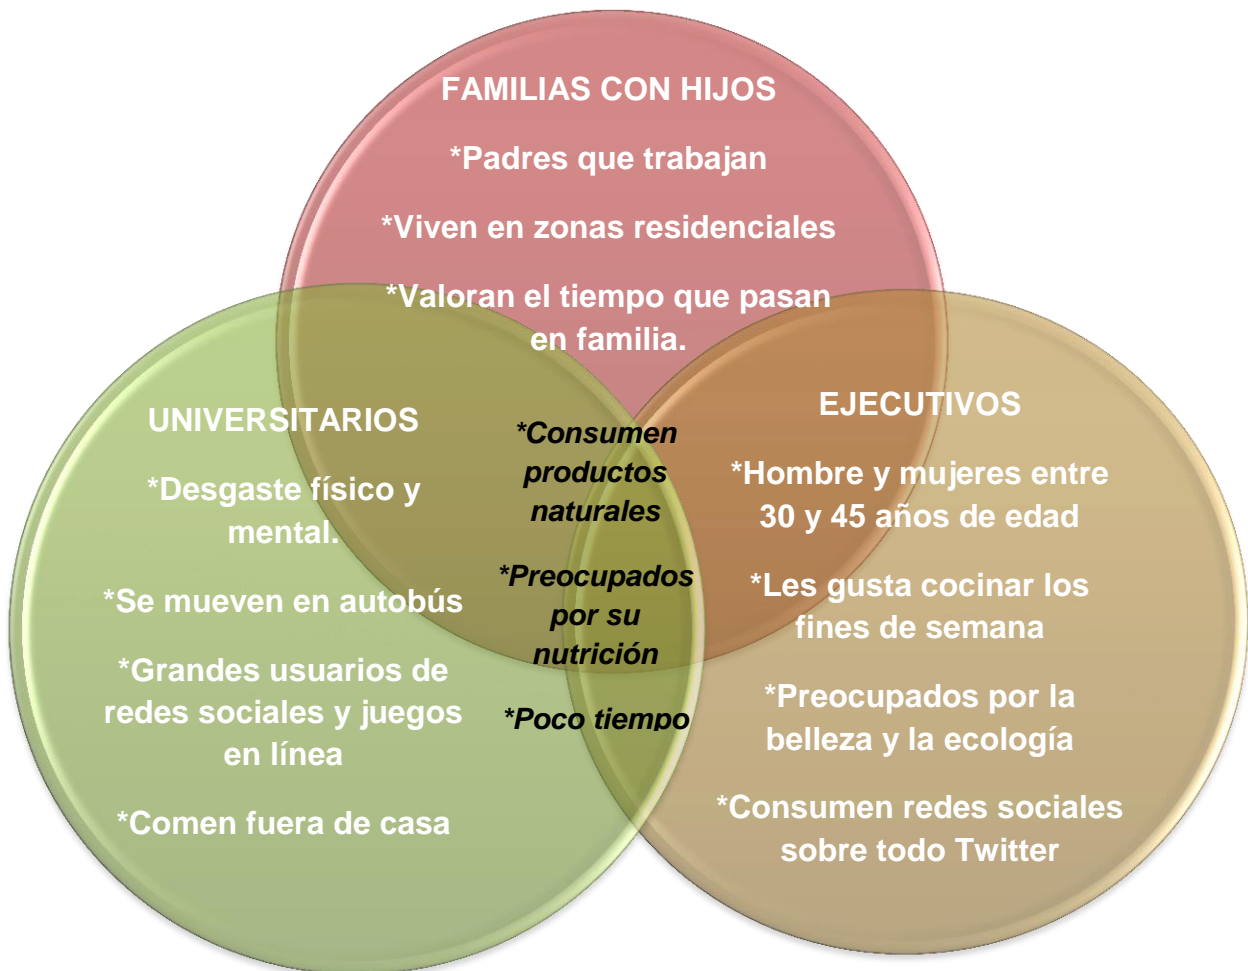 FAMILIAS CON HIJOS
*Padres que trabajan
*Viven en zonas residenciales
*Valoran el tiempo que pasan
en familia.
UNIVERSITARIOS
*Desgaste físico y
mental.
*Se mueven en autobús
*Grandes usuarios de
redes sociales y juegos
en línea
*Comen fuera de casa
*Consumen
productos
naturales
*Preocupados
por su
nutrición
*Poco tiempo
EJECUTIVOS
*Hombre y mujeres entre
30 y 45 años de edad
*Les gusta cocinar los
fines de semana
*Preocupados por la
belleza y la ecología
*Consumen redes sociales
sobre todo Twitter